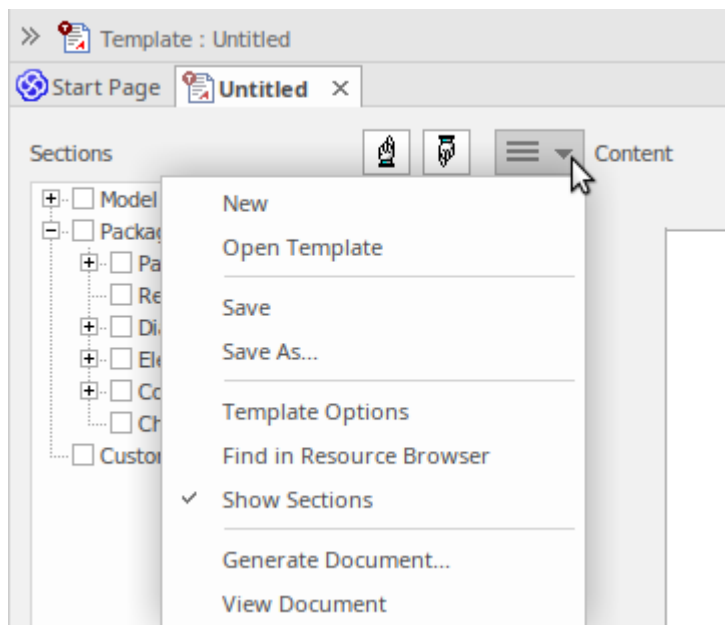 Template : Untitled
Start Page
Untitled
Sections
Content
Model
New
Open Template
Save
Save As...
Template Options
Find in Resource Browser
Show Sections
Generate Document...
View Document